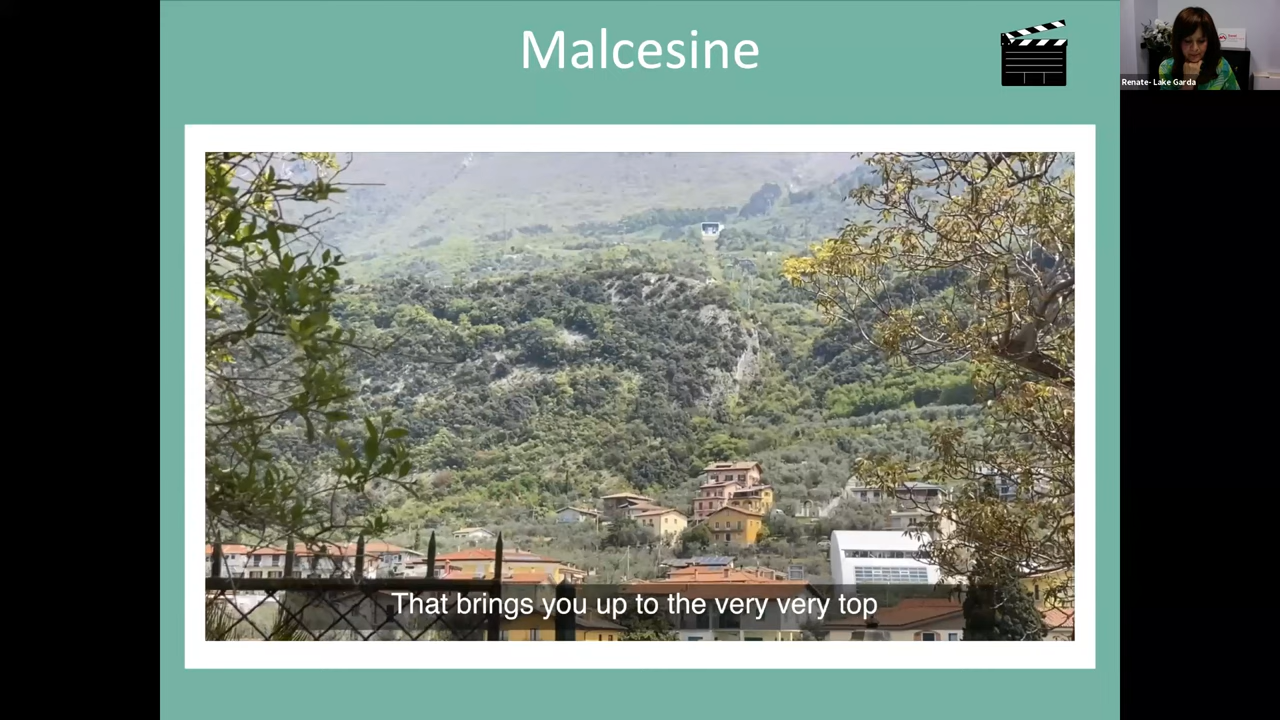 Malcesine
Renate- Lake Garda
That brings you up to the very very top